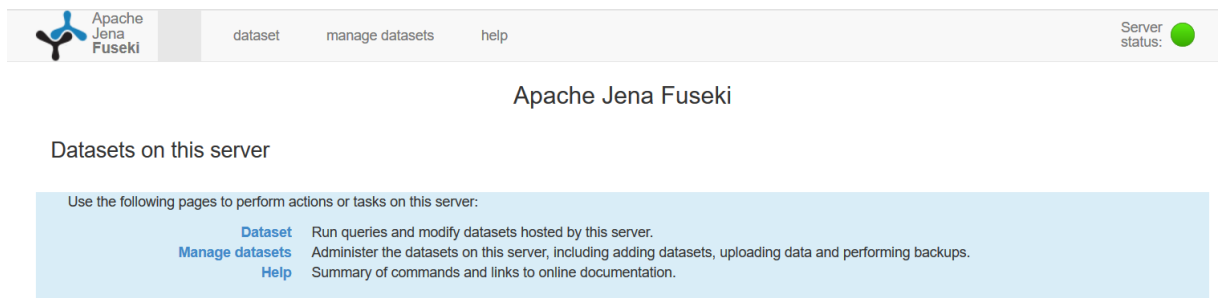 Apache
Jena
Fuseki
dataset manage datasets help
Server
status:
Apache Jena Fuseki
Datasets on this server
Use the following pages to perform actions or tasks on this server:
Dataset Run queries and modify datasets hosted by this server.
Manage datasets Administer the datasets on this server, including adding datasets, uploading data and performing backups.
Help Summary of commands and links to online documentation.